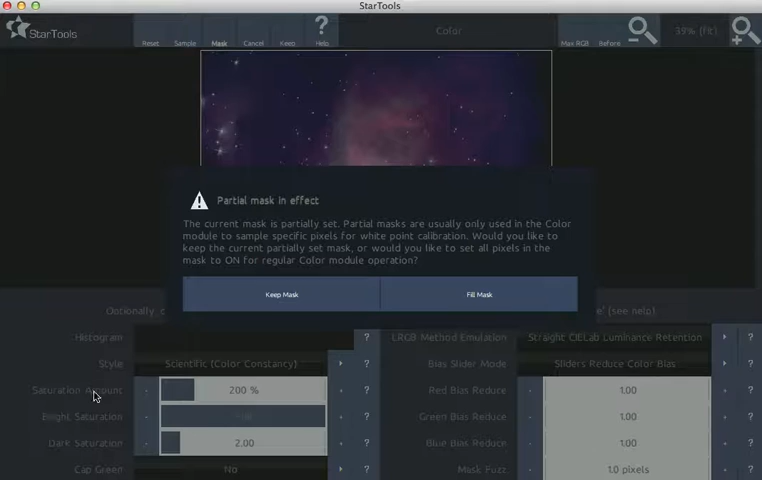 StarTools
StarTools
Reset Sample Mask Cancel Keep Help
Color
Max RGB Before
39% (fit)
Partial mask in effect
The current mask is partially set. Partial masks are usually only used in the Color
module to sample specific pixels for white point calibration. Would you like to
keep the current partially set mask, or would you like to set all pixels in the
mask to ON for regular Color module operation?
Keep Mask Fill Mask
Optionally, (see help)
Histogram ? LRGB Method Emulation Straight CIELab Luminance Retention ?
Style Scientific (Color Constancy) ? Bias Slider Mode Sliders Reduce Color Bias ?
Saturation Amount - 200 % + ? Red Bias Reduce - 1.00 + ?
Bright Saturation - + ? Green Bias Reduce - 1.00 + ?
Dark Saturation - 2.00 + ? Blue Bias Reduce - 1.00 + ?
Cap Green No ? Mask Fuzz - 1.0 pixels + ?